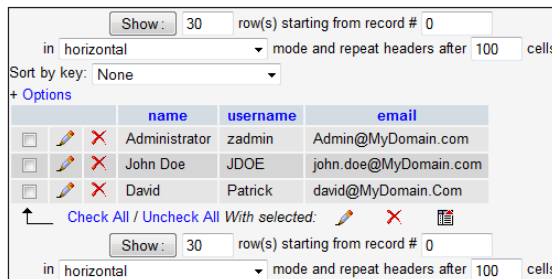 Show : 30 row(s) starting from record # 0
in horizontal mode and repeat headers after 100 cells
Sort by key: None
+ Options
name username email
Administrator zadmin Admin@MyDomain.com
John Doe JDOE john.doe@MyDomain.com
David Patrick david@MyDomain.Com
Check All / Uncheck All With selected:
Show : 30 row(s) starting from record # 0
in horizontal mode and repeat headers after 100 cells